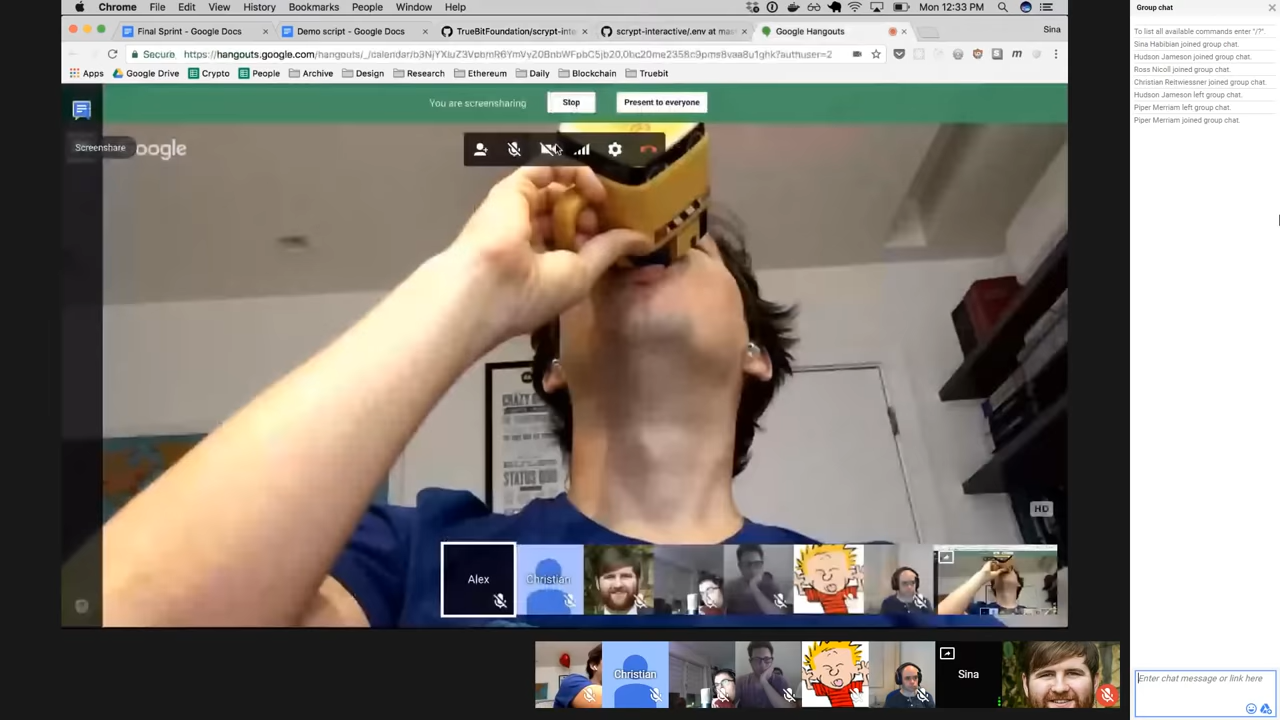 Chrome File Edit View History Bookmarks People Window Help
Mon 12:33 PM
Final Sprint - Google Docs
Demo script - Google Docs
TrueBitFoundation/scrypt-inte
scrypt-interactive/.env at mas
Google Hangouts
Sina
Secure
Apps Google Drive Crypto People Archive Design Research Ethereum Daily Blockchain Truebit
You are screensharing Stop Present to everyone
Screenshare
oogle
CRAZY
STATUS QUO
HD
Alex
Christian
Christian
Sina
Group chat
To list all available commands enter "/?".
Sina Habibian joined group chat.
Hudson Jameson joined group chat.
Ross Nicoll joined group chat.
Christian Reitwiessner joined group chat.
Hudson Jameson left group chat.
Piper Merriam left group chat.
Piper Merriam joined group chat.
Enter chat message or link here